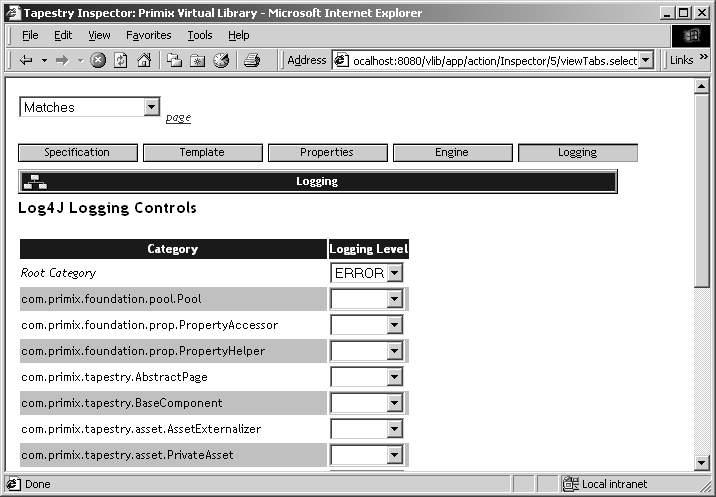 Tapestry Inspector: Primix Virtual Library - Microsoft Internet Explorer
File Edit View Favorites Tools Help
Address ocalhost:8080/vlib/app/action/Inspector/5/viewTabs.select Links »
Matches page
Specification Template Properties Engine Logging
Logging
Log4J Logging Controls
Category Logging Level
Root Category ERROR
com.primix.foundation.pool.Pool
com.primix.foundation.prop.PropertyAccessor
com.primix.foundation.prop.PropertyHelper
com.primix.tapestry.AbstractPage
com.primix.tapestry.BaseComponent
com.primix.tapestry.asset.AssetExternalizer
com.primix.tapestry.asset.PrivateAsset
Done Local intranet